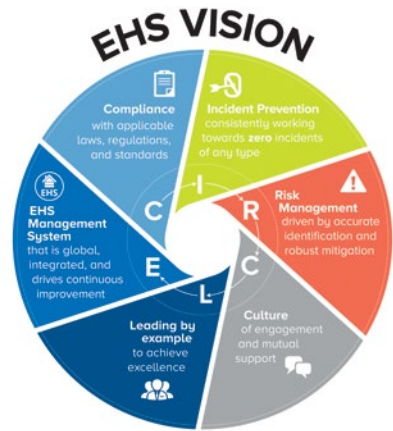 EHS VISION
Incident Prevention
consistently working
towards zero incidents
of any type
Risk
Management
driven by accurate
identification and
robust mitigation
Culture
of engagement
and mutual
support
Leading by
example
to achieve
excellence
EHS
EHS
Management
System
that is global,
integrated, and
drives continuous
improvement
Compliance
with applicable
laws, regulations,
and standards
I
R
C
L
E
C